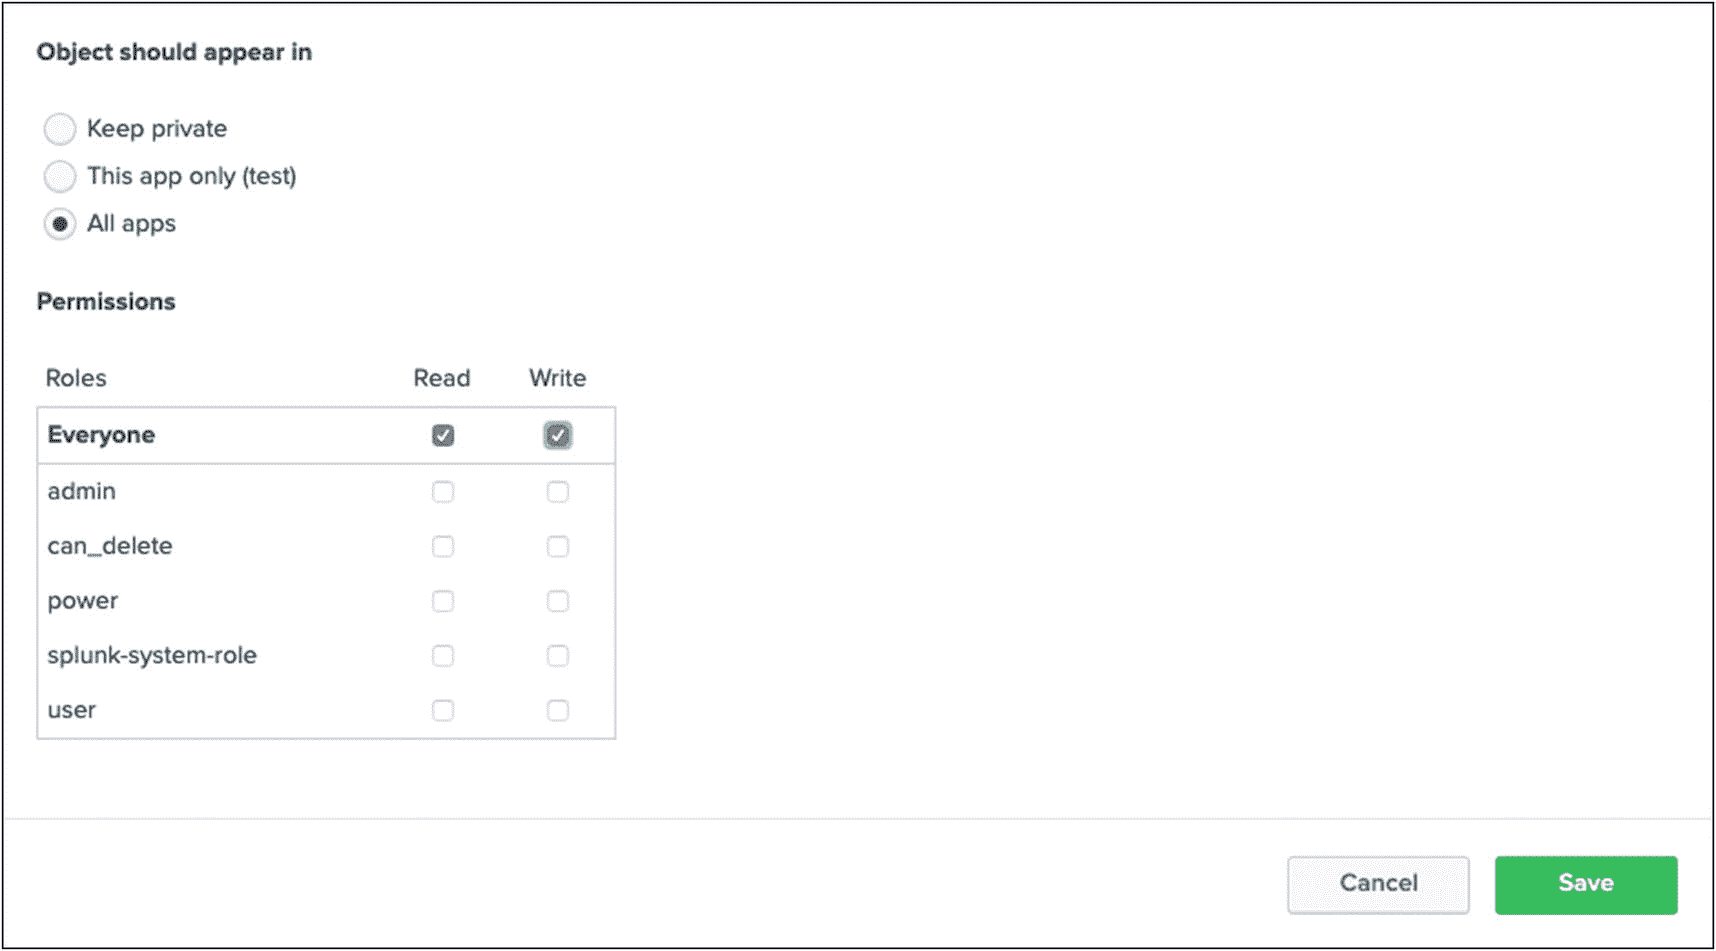 Object should appear in
Keep private
This app only (test)
All apps
Permissions
Roles Read Write
Everyone
admin
can_delete
power
splunk-system-role
user
Cancel Save